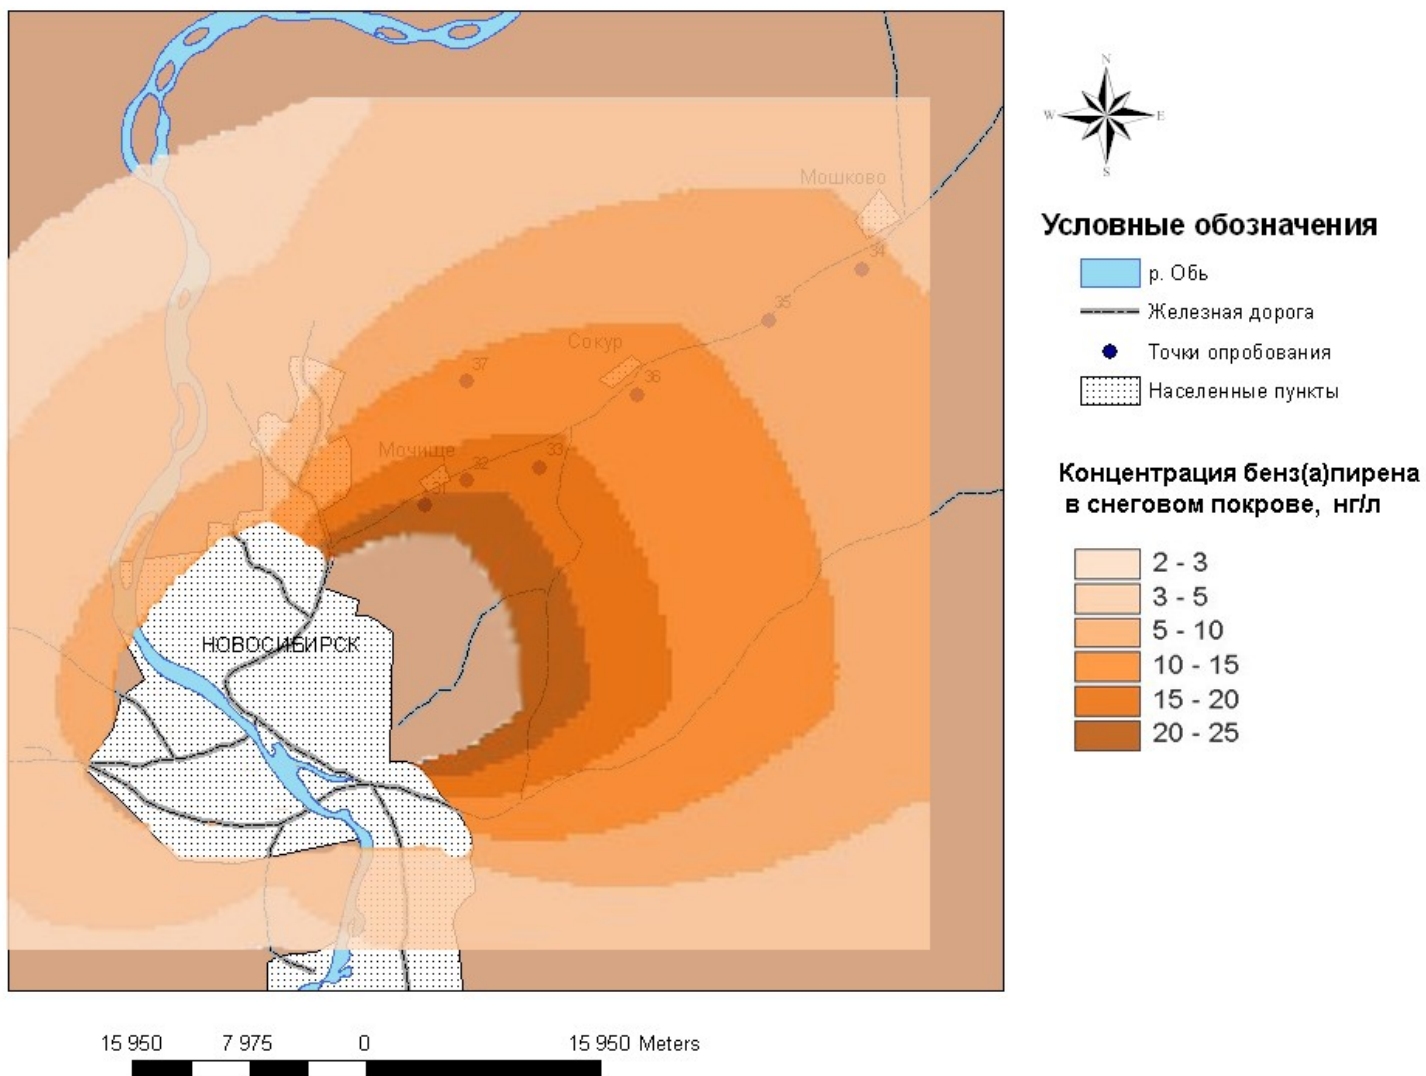 N
W E
S
Мошково
34
35
Сокур
36
37
Мочище
32
33
31
НОВОСИБИРСК
Условные обозначения
р. Обь
Железная дорога
Точки опробования
Населенные пункты
Концентрация бенз(а)пирена
в снеговом покрове, нг/л
2 - 3
3 - 5
5 - 10
10 - 15
15 - 20
20 - 25
15 950 7 975 0 15 950 Meters